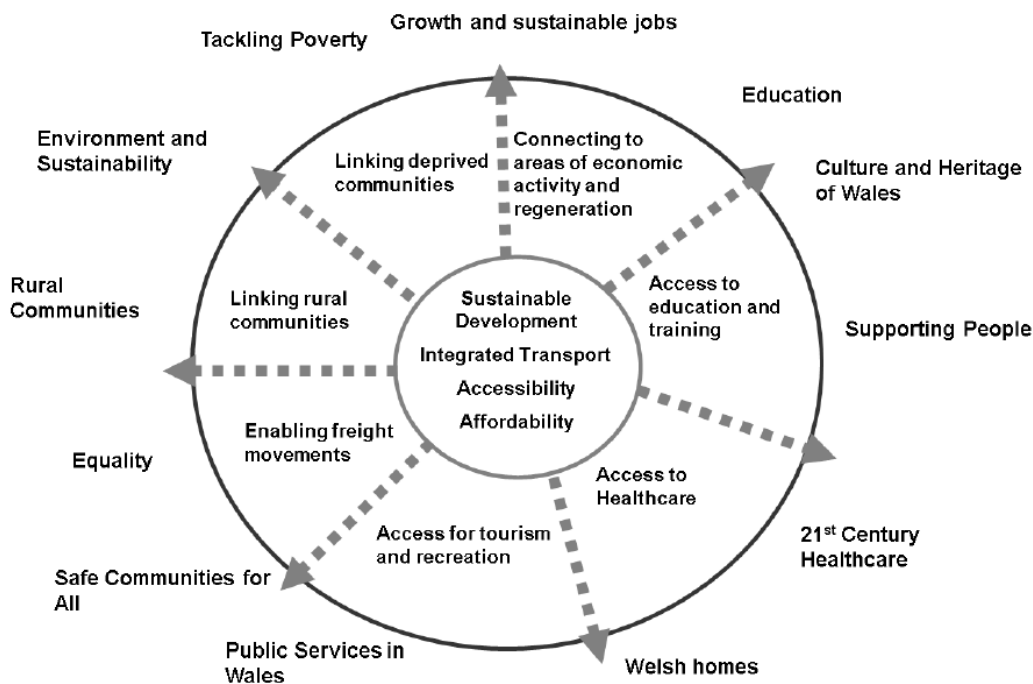 Growth and sustainable jobs
Tackling Poverty
Education
Environment and
Sustainability
Culture and Heritage
of Wales
Linking deprived
communities
Connecting to
areas of economic
activity and
regeneration
Rural
Communities
Linking rural
communities
Sustainable
Development
Integrated Transport
Accessibility
Affordability
Access to
education and
training
Supporting People
Equality
Enabling freight
movements
Access to
Healthcare
Access for tourism
and recreation
21st Century
Healthcare
Safe Communities for
All
Public Services in
Wales
Welsh homes